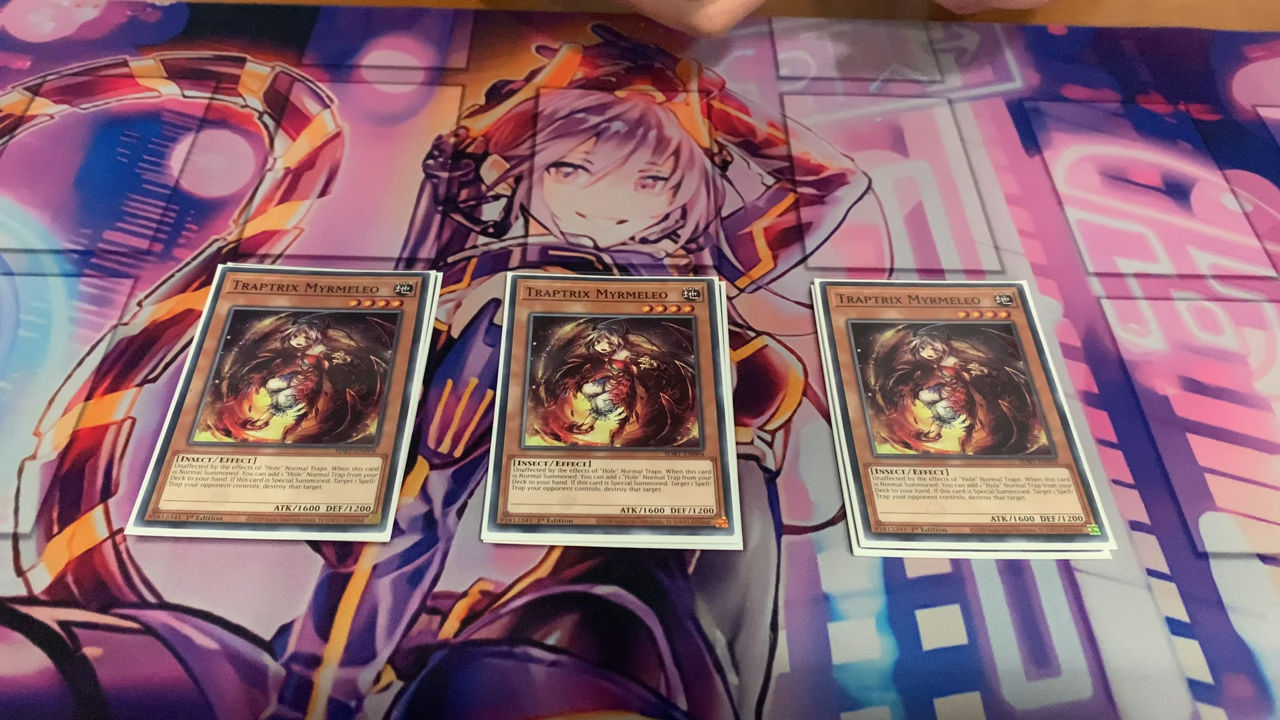 TRAPTRIX MYRMELEO
地
[INSECT/EFFECT]
Unaffected by the effects of "Hole" Normal Traps. When this card
is Normal Summoned: You can add 1 "Hole" Normal Trap from your
Deck to your hand. If this card is Special Summoned: Target 1 Spell/
Trap your opponent controls; destroy that target.
ATK/1600 DEF/1200
1st Edition
TRAPTRIX MYRMELEO
地
SDBT-EN004
[INSECT/EFFECT]
Unaffected by the effects of "Hole" Normal Traps. When this card
is Normal Summoned: You can add 1 "Hole" Normal Trap from your
Deck to your hand. If this card is Special Summoned: Target 1 Spell/
Trap your opponent controls; destroy that target.
ATK/1600 DEF/1200
91812341 1st Edition
TRAPTRIX MYRMELEO
地
[INSECT/EFFECT]
Unaffected by the effects of "Hole" Normal Traps. When this card
is Normal Summoned: You can add 1 "Hole" Normal Trap from your
Deck to your hand. If this card is Special Summoned: Target 1 Spell/
Trap your opponent controls; destroy that target.
ATK/1600 DEF/1200
91812341 1st Edition